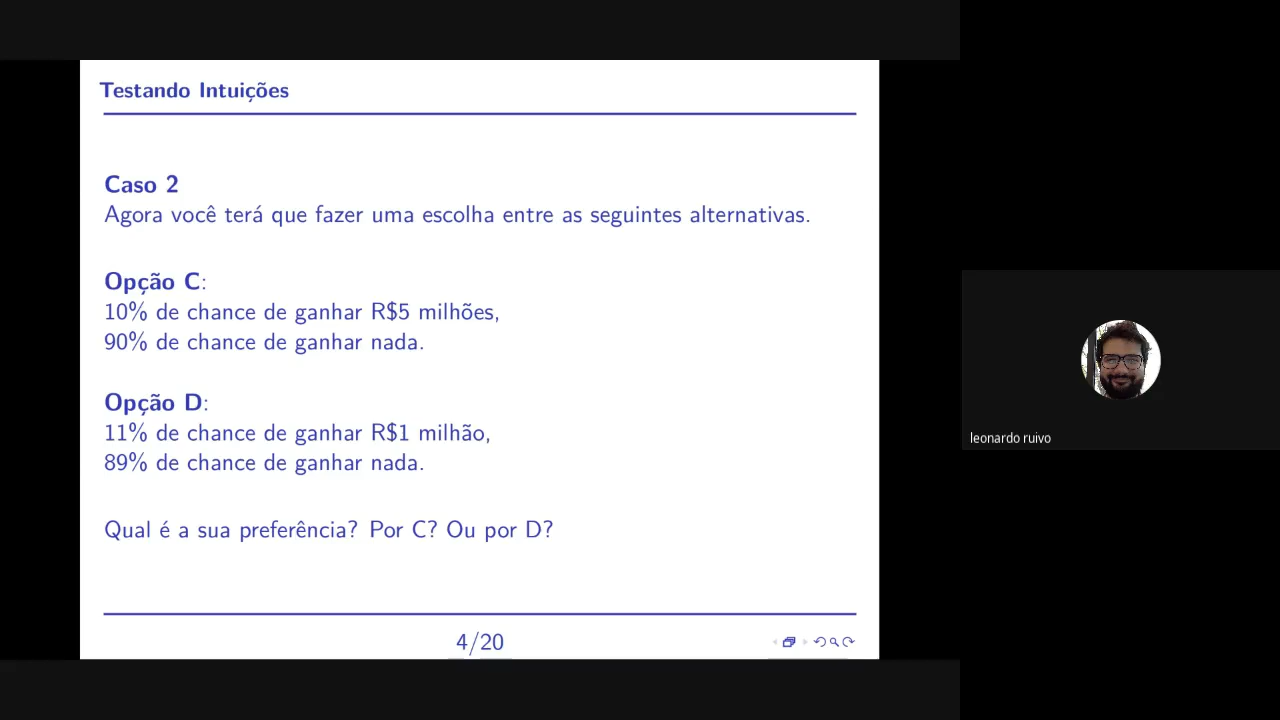 Testando Intuições
Caso 2
Agora você terá que fazer uma escolha entre as seguintes alternativas.
Opção C:
10% de chance de ganhar R$5 milhões,
90% de chance de ganhar nada.
Opção D:
11% de chance de ganhar R$1 milhão,
89% de chance de ganhar nada.
Qual é a sua preferência? Por C? Ou por D?
4/20
leonardo ruivo